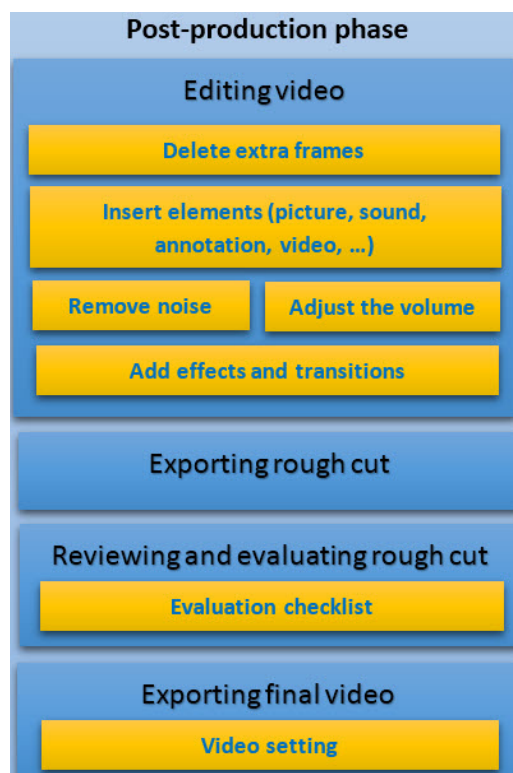 Post-production phase
Editing video
Delete extra frames
Insert elements (picture, sound,
annotation, video, ...)
Remove noise
Adjust the volume
Add effects and transitions
Exporting rough cut
Reviewing and evaluating rough cut
Evaluation checklist
Exporting final video
Video setting